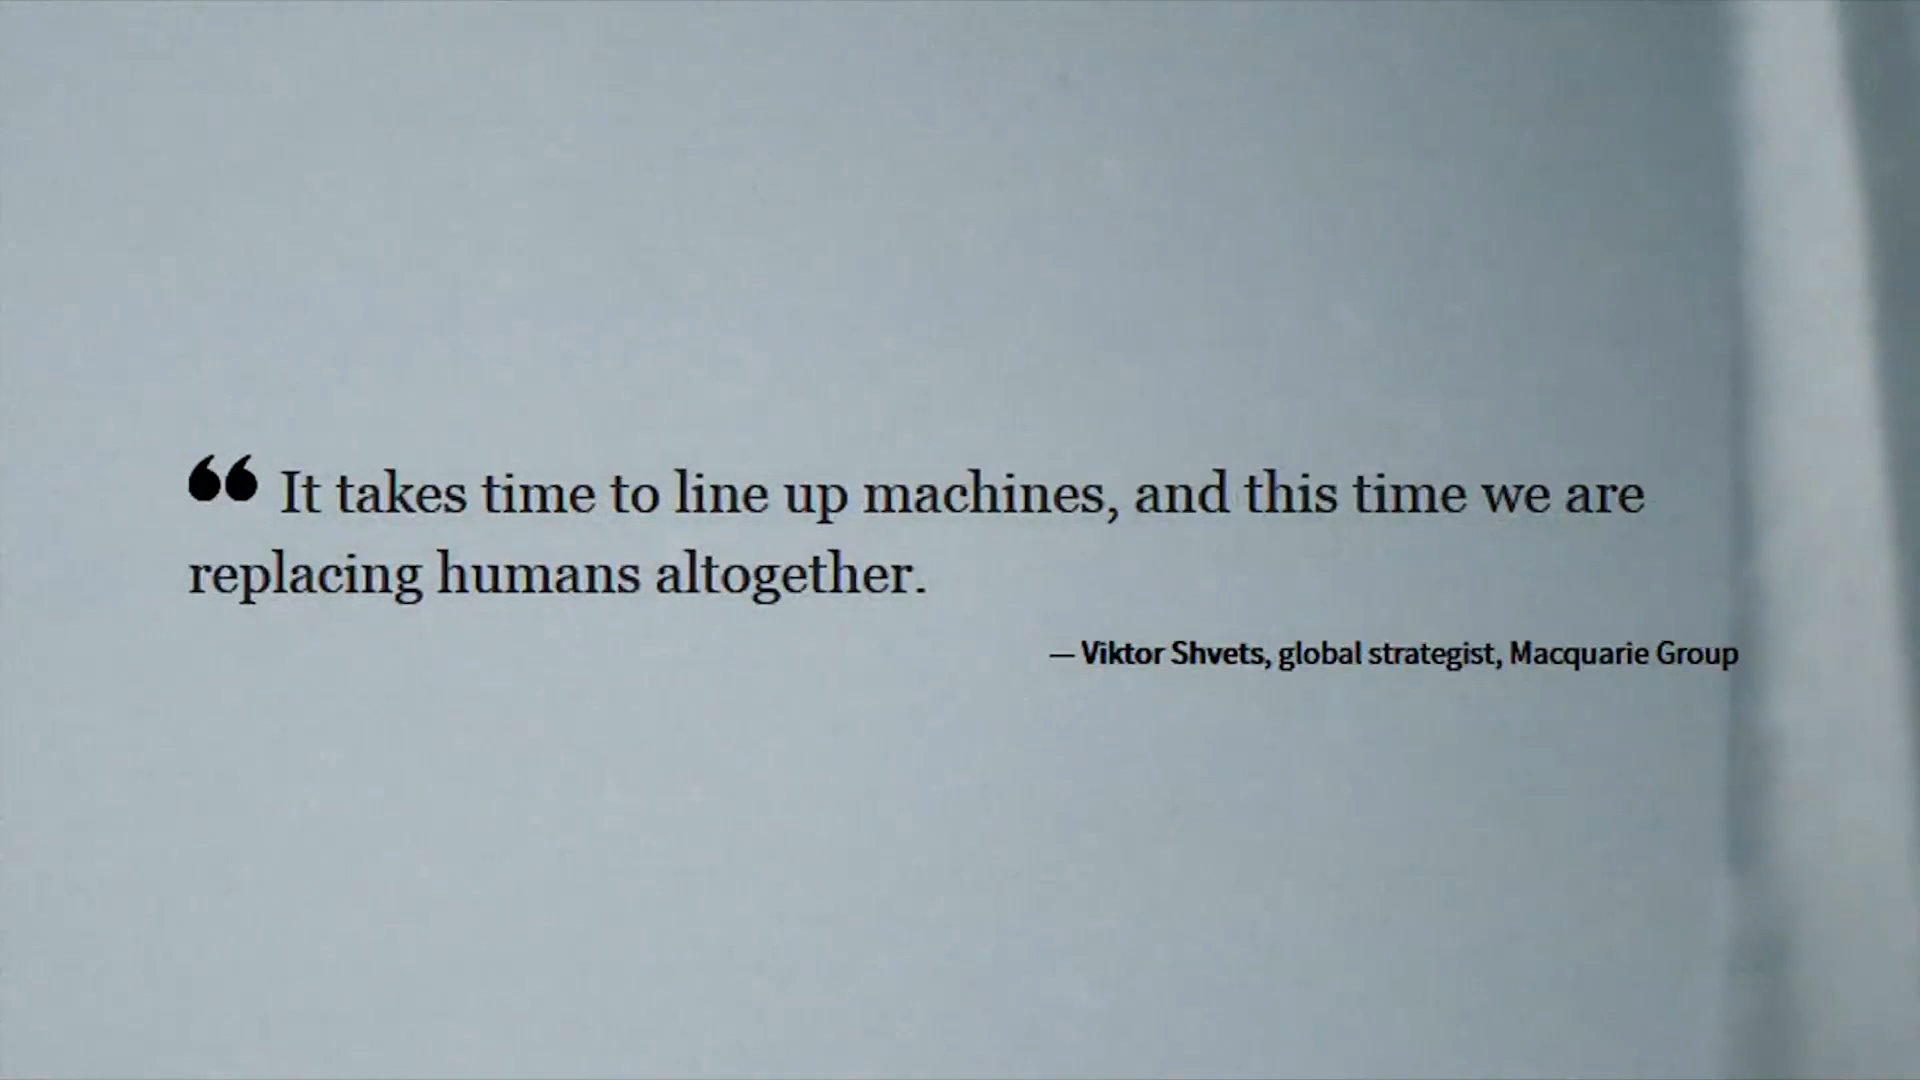 ❝ It takes time to line up machines, and this time we are
replacing humans altogether.
— Viktor Shvets, global strategist, Macquarie Group